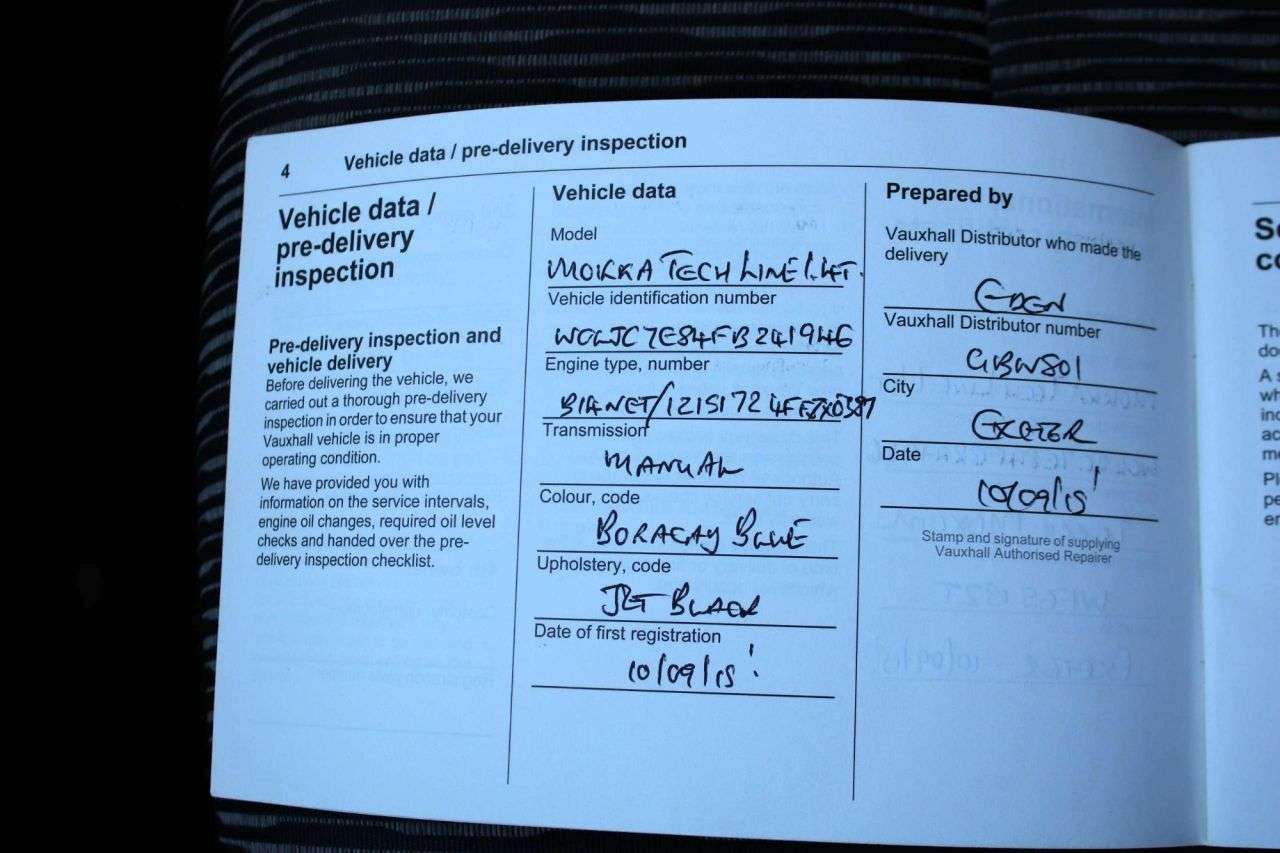 4 Vehicle data / pre-delivery inspection
Vehicle data /
pre-delivery
inspection
Pre-delivery inspection and
vehicle delivery
Before delivering the vehicle, we
carried out a thorough pre-delivery
inspection in order to ensure that your
Vauxhall vehicle is in proper
operating condition.
We have provided you with
information on the service intervals,
engine oil changes, required oil level
checks and handed over the pre-
delivery inspection checklist.
Vehicle data
Model
MOKKA TECH LINE 1.4T.
Vehicle identification number
W0LJC7E84FB241946
Engine type, number
Transmission
MANUAL
Colour, code
BORACAY BLUE
Upholstery, code
JET BLACK
Date of first registration
10/09/15 !
Prepared by
Vauxhall Distributor who made the
delivery
EDEN
Vauxhall Distributor number
City
EXETER
Date
10/09/15 !
Stamp and signature of supplying
Vauxhall Authorised Repairer